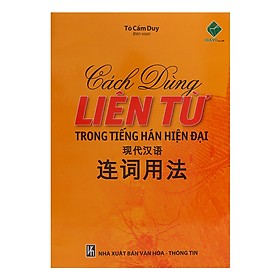 Tô Cẩm Duy
Biên soạn
Cách Dùng
LIÊN TỪ
TRONG TIẾNG HÁN HIỆN ĐẠI
现代汉语
连词用法
NHÀ XUẤT BẢN VĂN HÓA - THÔNG TIN